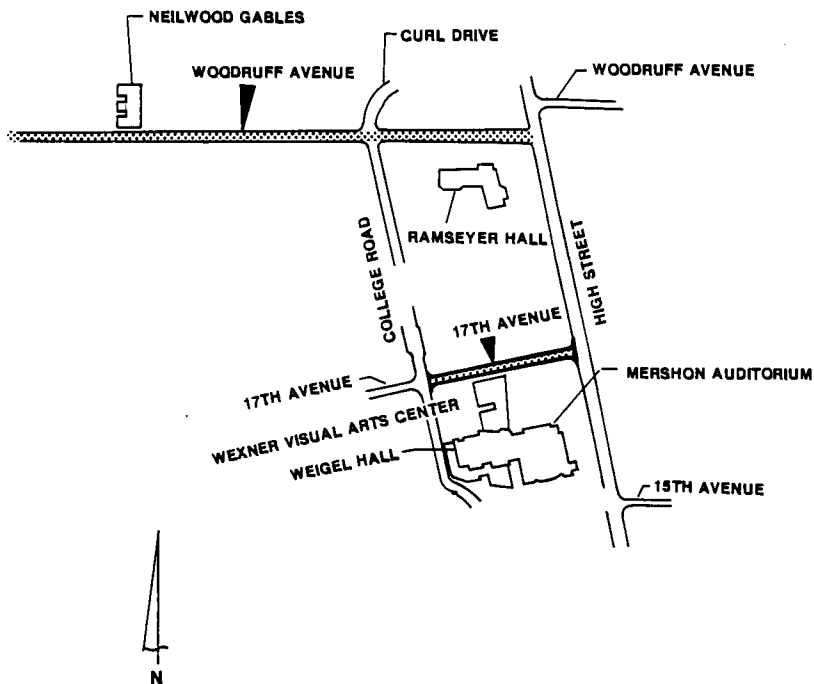 NEILWOOD GABLES
CURL DRIVE
WOODRUFF AVENUE
WOODRUFF AVENUE
RAMSEYER HALL
COLLEGE ROAD
HIGH STREET
17TH AVENUE
17TH AVENUE
MERSHON AUDITORIUM
WEXNER VISUAL ARTS CENTER
WEIGEL HALL
15TH AVENUE
N